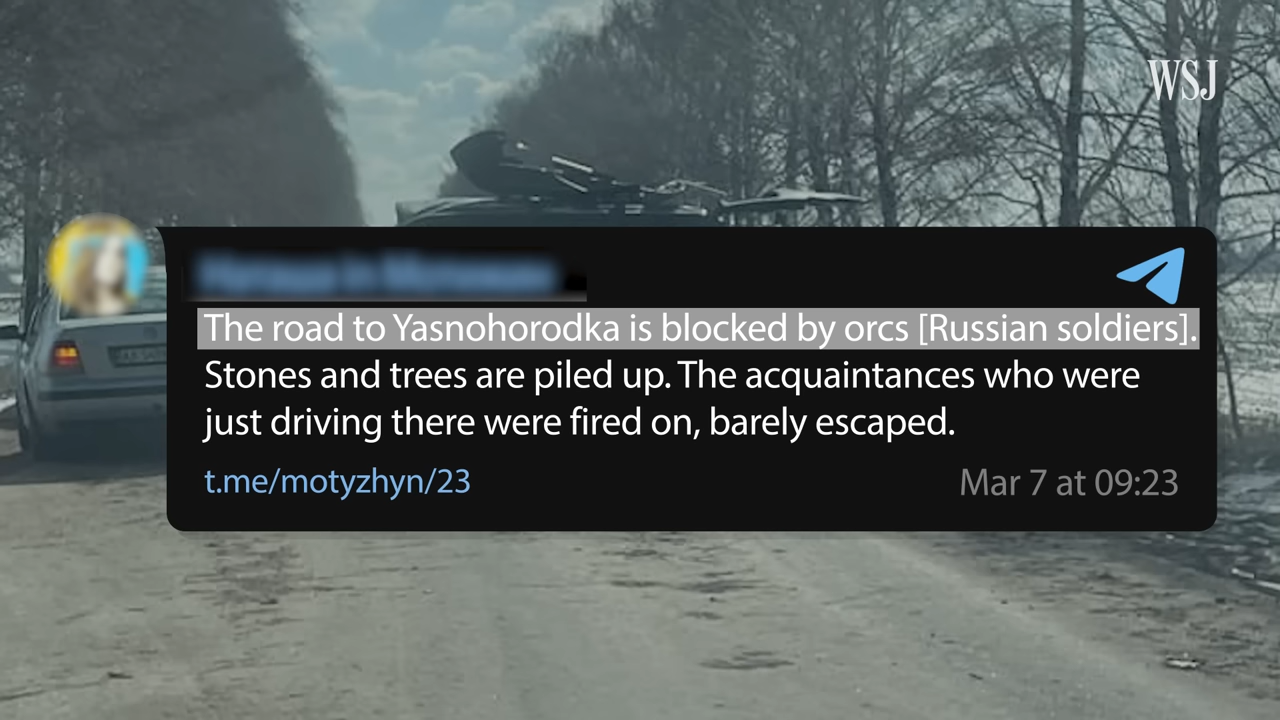 WSJ
The road to Yasnohorodka is blocked by orcs [Russian soldiers].
Stones and trees are piled up. The acquaintances who were
just driving there were fired on, barely escaped.
t.me/motyzhyn/23
Mar 7 at 09:23